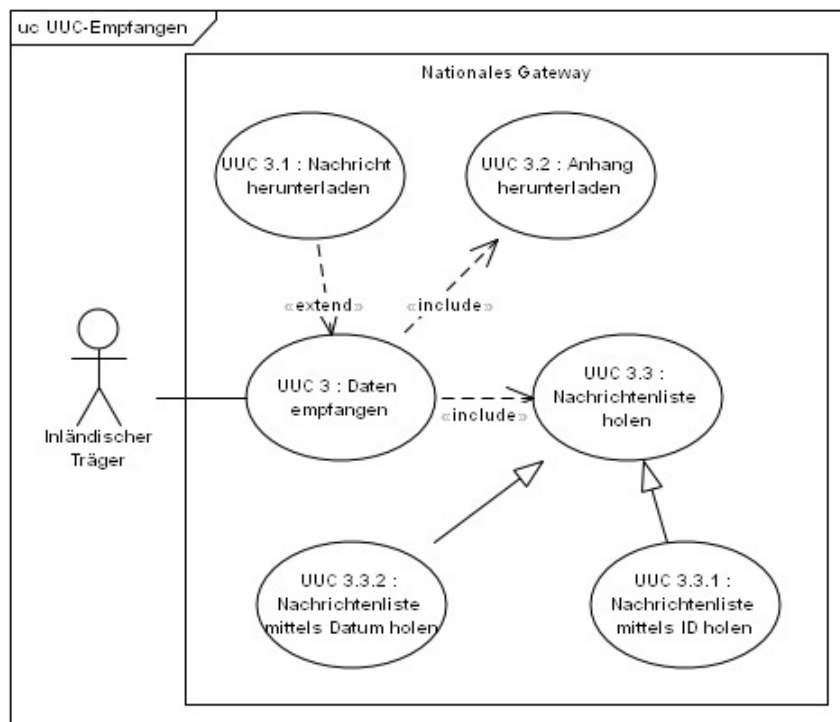 uc UUC-Empfangen
Nationales Gateway
UUC 3.1 : Nachricht
herunterladen
UUC 3.2 : Anhang
herunterladen
«extend»
«include»
UUC 3 : Daten
empfangen
«include»
UUC 3.3 :
Nachrichtenliste
holen
Inländischer
Träger
UUC 3.3.2 :
Nachrichtenliste
mittels Datum holen
UUC 3.3.1 :
Nachrichtenliste
mittels ID holen